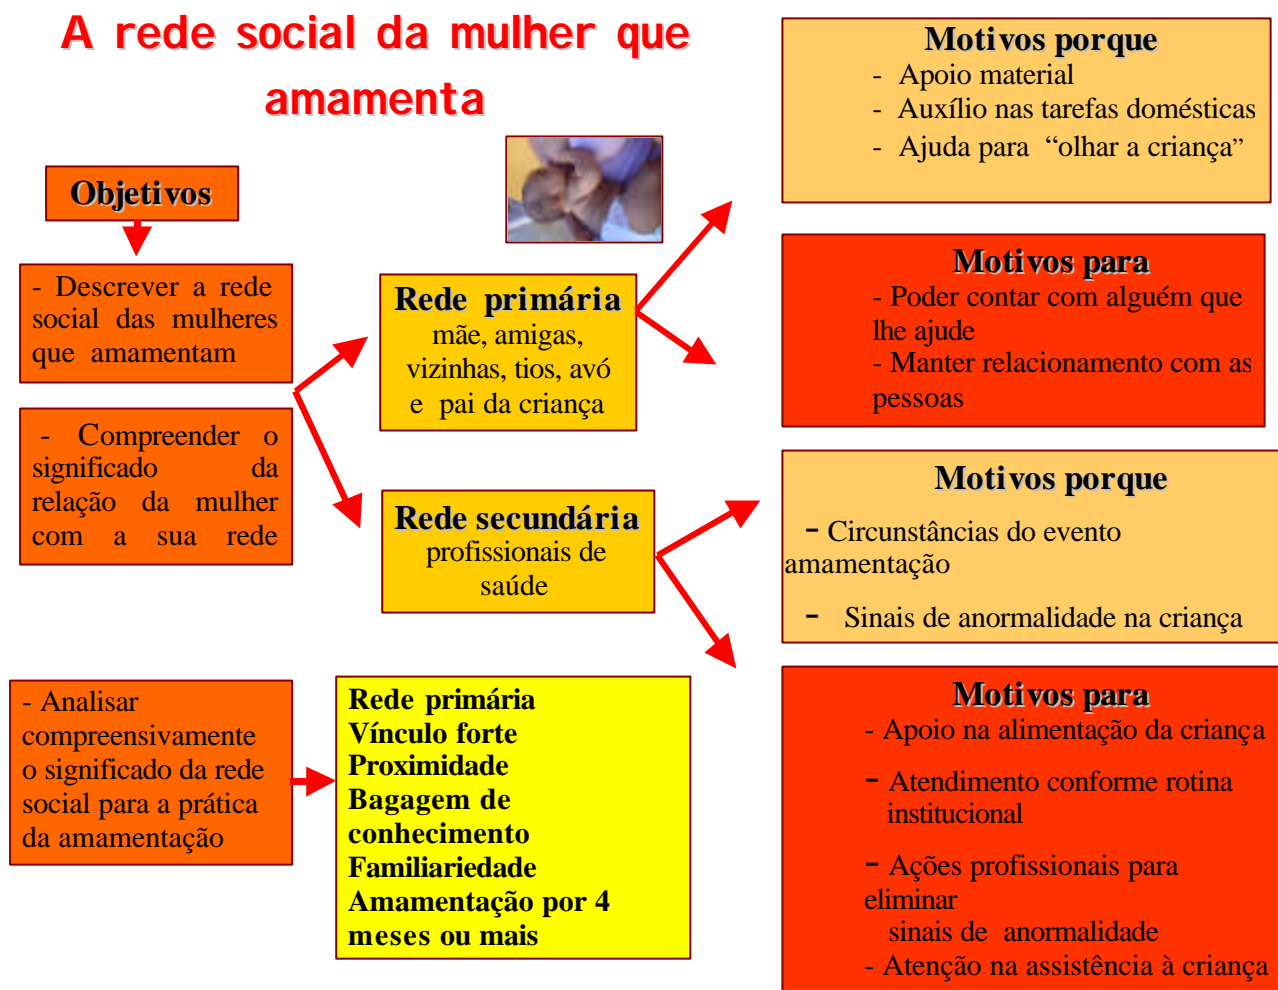 A rede social da mulher que
amamenta
Objetivos
- Descrever a rede
social das mulheres
que amamentam
- Compreender o
significado da
relação da mulher
com a sua rede
- Analisar
compreensivamente
o significado da rede
social para a prática
da amamentação
Rede primária
mãe, amigas,
vizinhas, tios, avó
e pai da criança
Rede secundária
profissionais de
saúde
Rede primária
Vínculo forte
Proximidade
Bagagem de
conhecimento
Familiariedade
Amamentação por 4
meses ou mais
Motivos porque
- Apoio material
- Auxílio nas tarefas domésticas
- Ajuda para “olhar a criança”
Motivos para
- Poder contar com alguém que
lhe ajude
- Manter relacionamento com as
pessoas
Motivos porque
- Circunstâncias do evento
amamentação
- Sinais de anormalidade na criança
Motivos para
- Apoio na alimentação da criança
- Atendimento conforme rotina
institucional
- Ações profissionais para
eliminar
sinais de anormalidade
- Atenção na assistência à criança